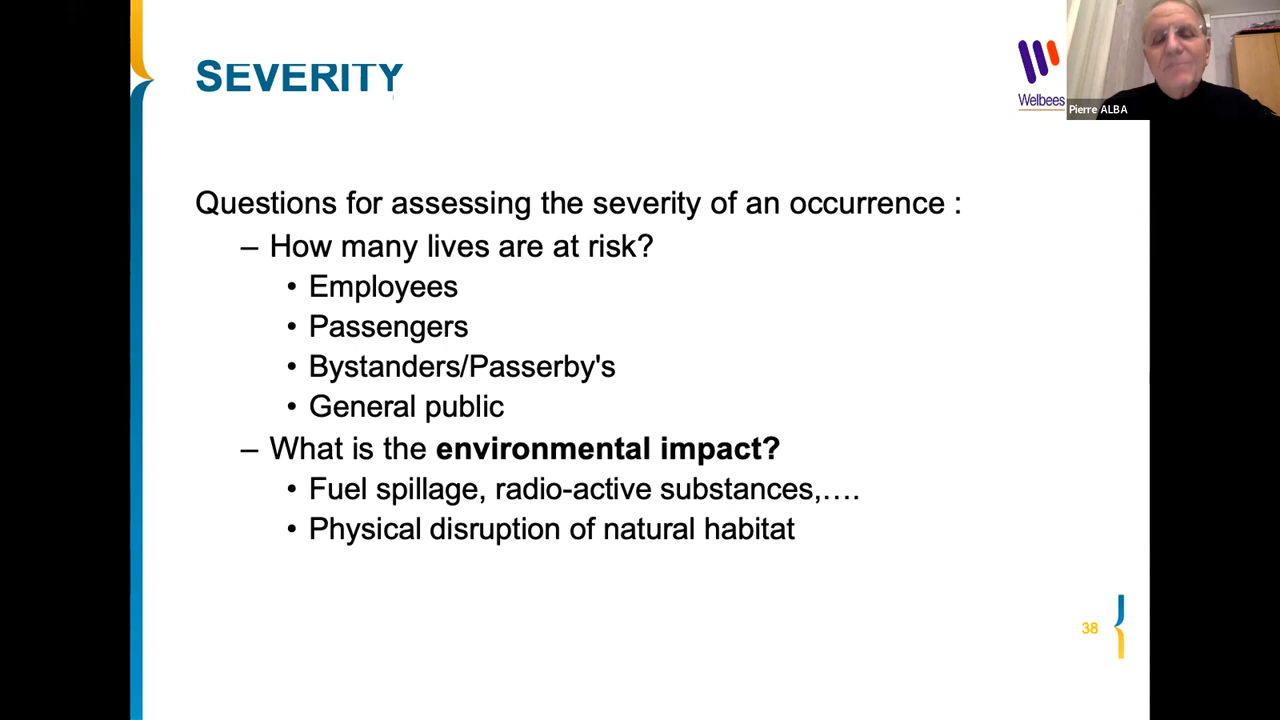 SEVERITY
Welbees
Pierre ALBA
Questions for assessing the severity of an occurrence :
– How many lives are at risk?
• Employees
• Passengers
• Bystanders/Passerby's
• General public
– What is the environmental impact?
• Fuel spillage, radio-active substances,….
• Physical disruption of natural habitat
38